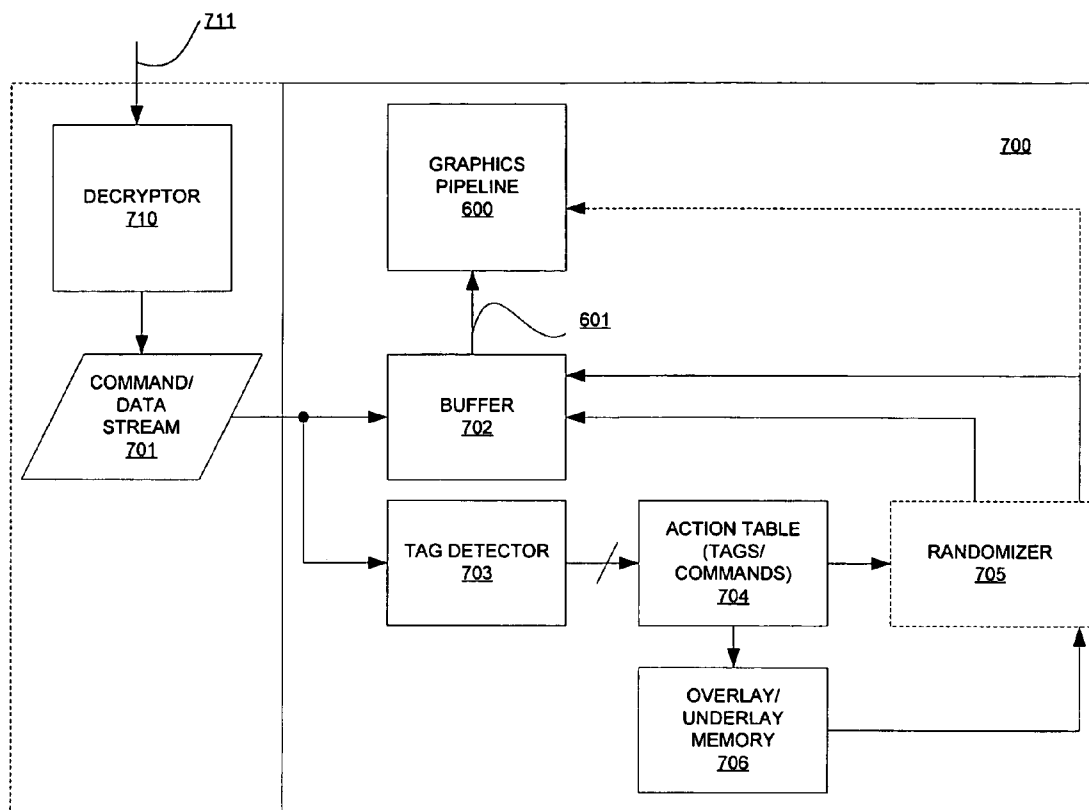 711
DECRYPTOR
710
COMMAND/
DATA
STREAM
701
GRAPHICS
PIPELINE
600
700
601
BUFFER
702
TAG DETECTOR
703
ACTION TABLE
(TAGS/
COMMANDS)
704
RANDOMIZER
705
OVERLAY/
UNDERLAY
MEMORY
706